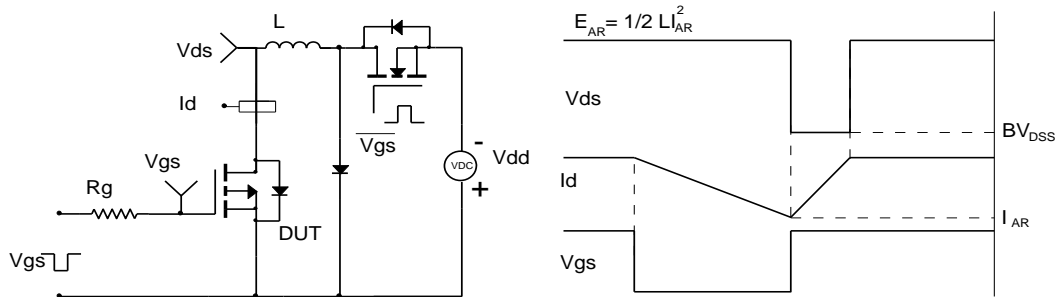 L
Vds
Id
Vgs
Vgs
-
VDC
Vdd
+
Rg
DUT
Vgs
E_AR= 1/2 LI_AR^2
Vds
BV_DSS
Id
I_AR
Vgs